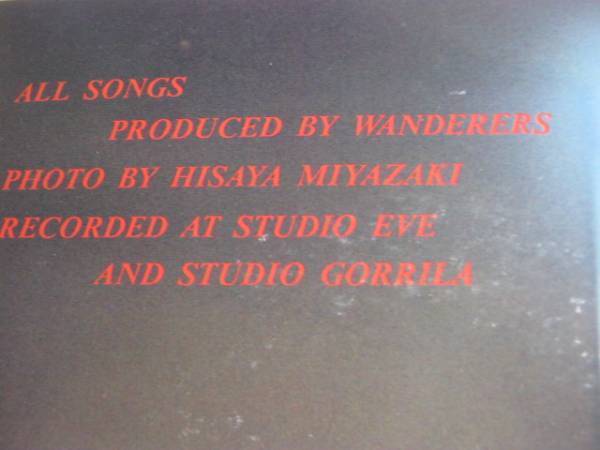 ALL SONGS
PRODUCED BY WANDERERS
PHOTO BY HISAYA MIYAZAKI
RECORDED AT STUDIO EVE
AND STUDIO GORRILA